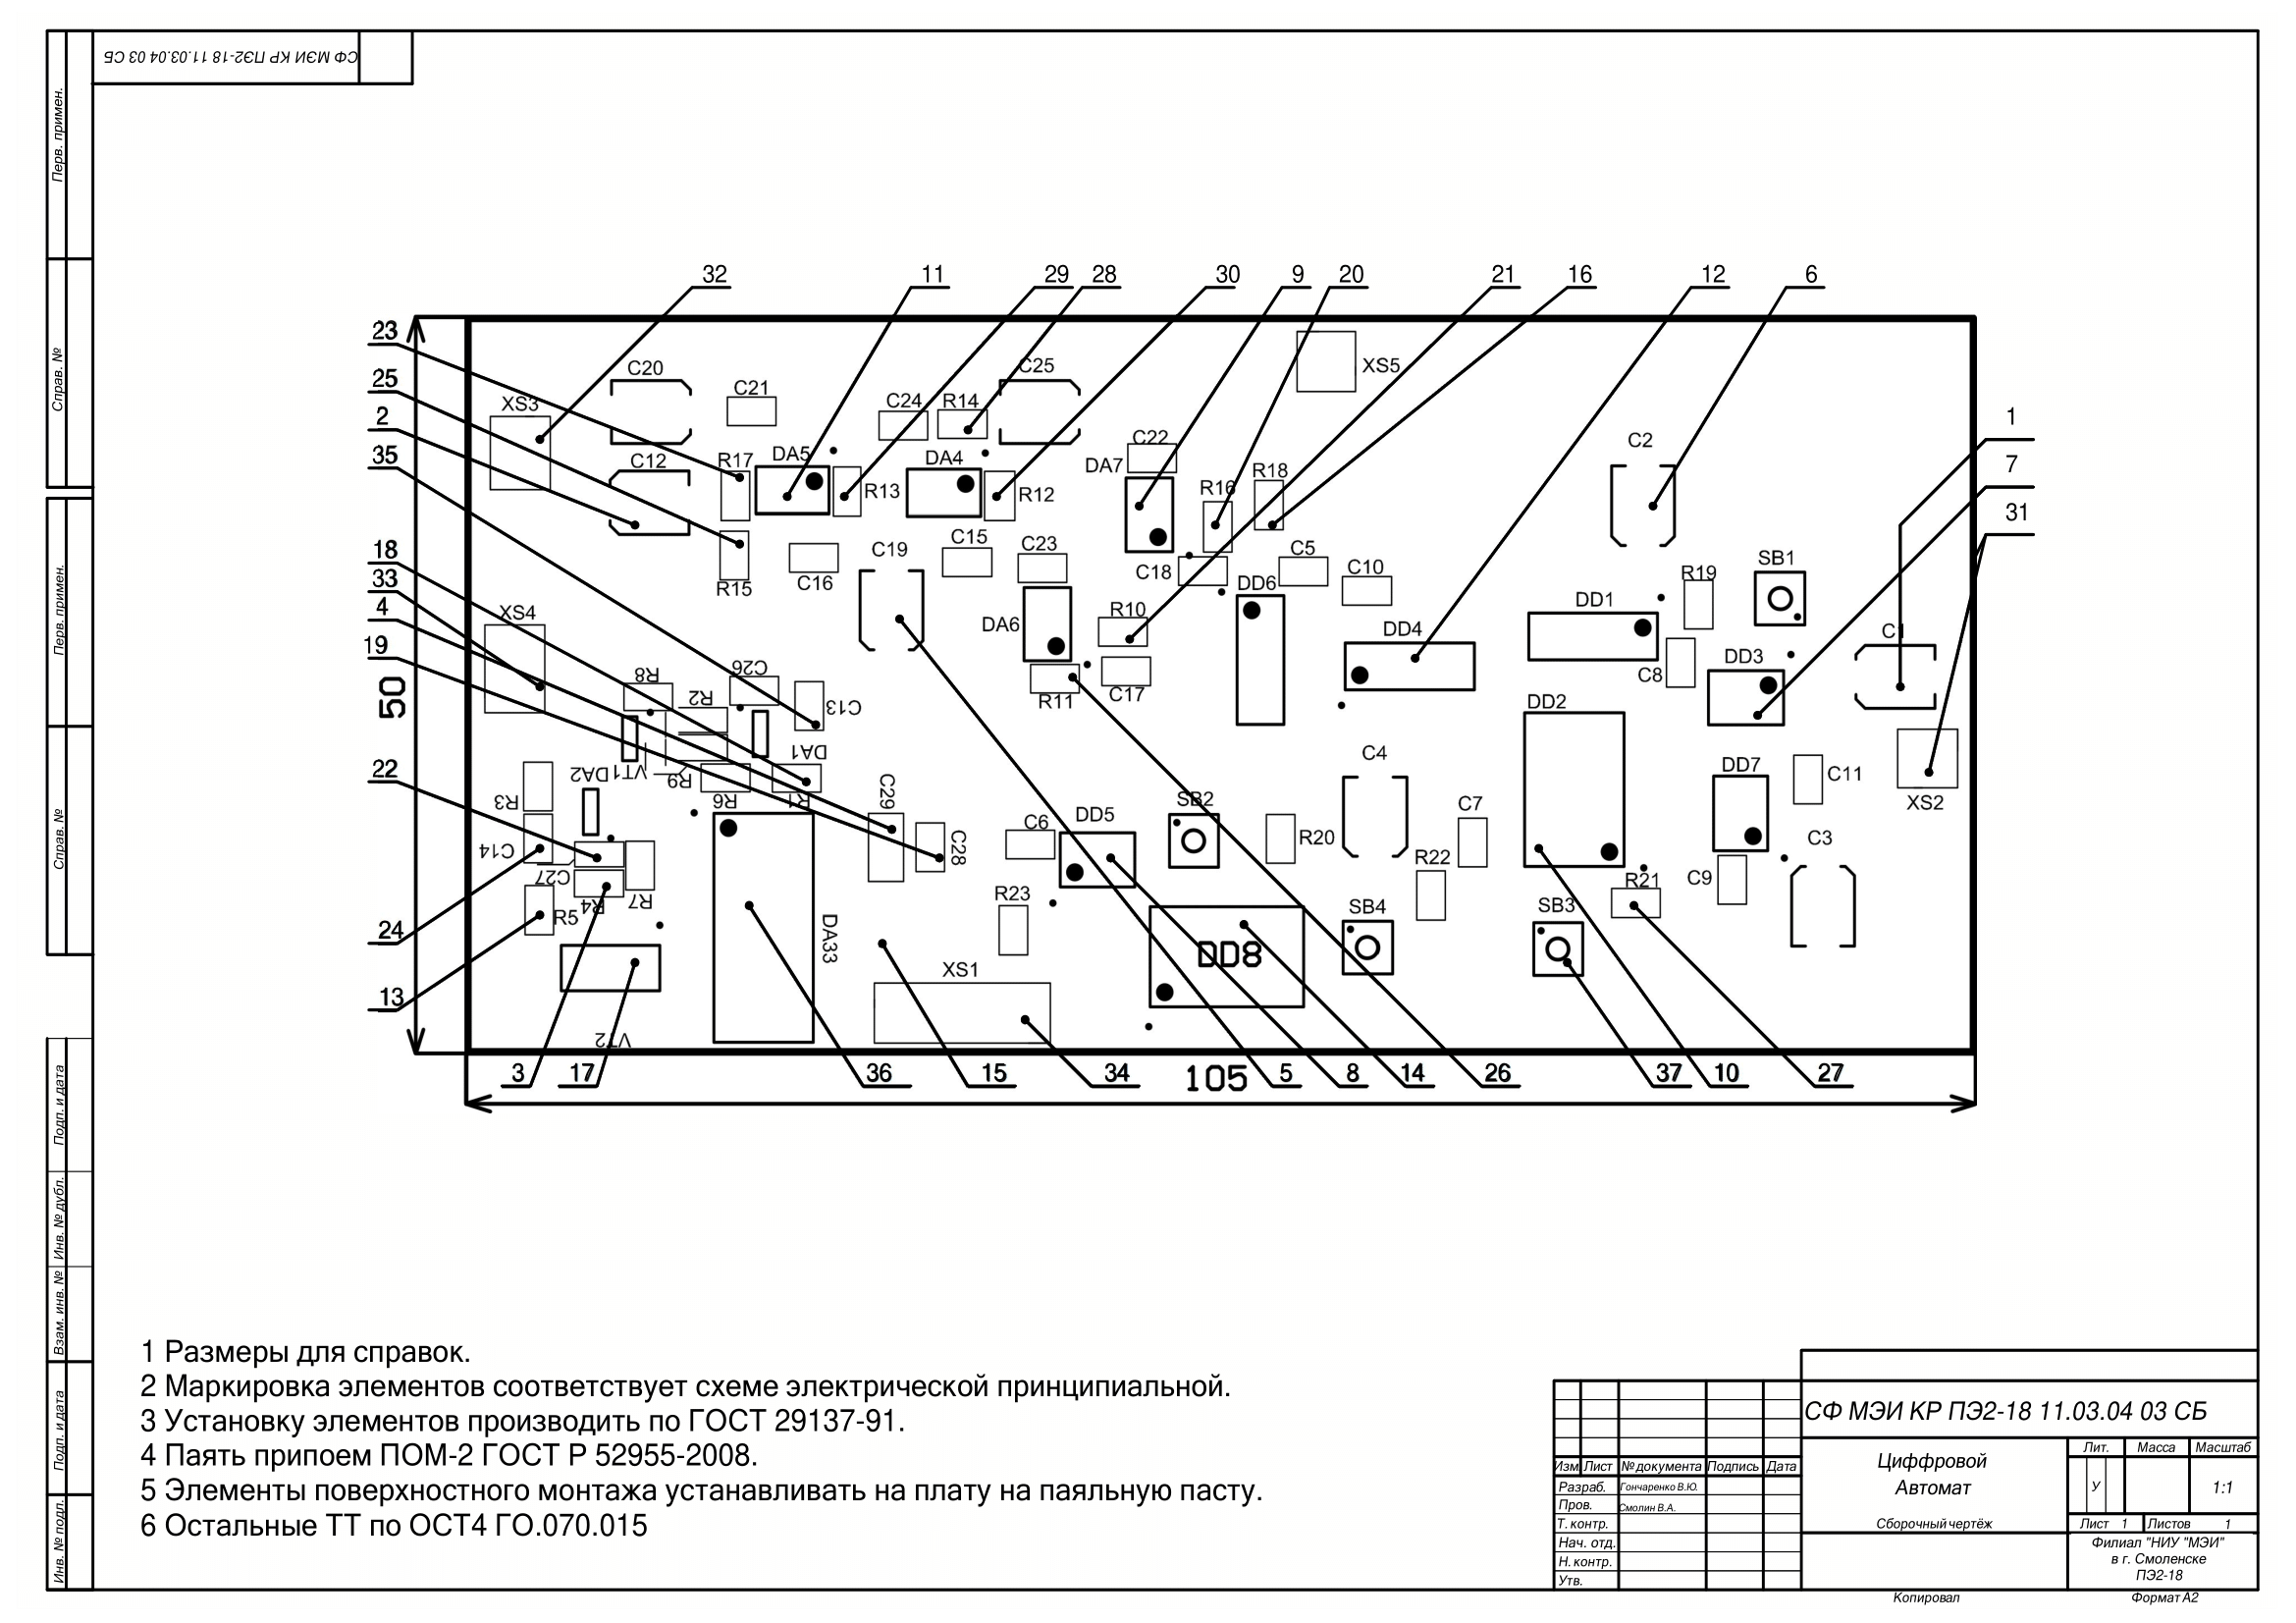 СФ МЭИ КР ПЭ2-18 11.03.04 03 СБ
Перв. примен.
Справ. №
Перв. примен.
Справ. №
Подп. и дата
Инв. № дубл.
Взам. инв. №
Подп. и дата
Инв. № подл.
32 11 29 28 30 9 20 21 16 12 6
23
25
2
35
18
33
4
19
22
24
13
1
7
31
50
XS5
C20 C25
C21
XS3 C24 R14
C22 C2
R17 DA5 C12 DA4 DA7 R18
R13 R12 R16
C19 C15 C23 C5
R15 C16 C18 DD6 C10 R19 SB1
XS4 DA6 R10 DD4 DD1 C1
C26 DD3
R8 R2 C13 R11 C17 C8 DD2
DA1 C4
VT1 DA2 R9 DD7 C11
R3 R6 R1 C29 SB2 C7 XS2
C6 DD5 R20 C3
C14 C28 R22
C27 R4 R7 R23 R21 C9
R5 SB4 SB3
DA33 XS1 DD8
VT2
3 17 36 15 34 5 8 14 26 37 10 27
105
1 Размеры для справок.
2 Маркировка элементов соответствует схеме электрической принципиальной.
3 Установку элементов производить по ГОСТ 29137-91.
4 Паять припоем ПОМ-2 ГОСТ Р 52955-2008.
5 Элементы поверхностного монтажа устанавливать на плату на паяльную пасту.
6 Остальные ТТ по ОСТ4 ГО.070.015
СФ МЭИ КР ПЭ2-18 11.03.04 03 СБ
Изм. Лист № документа Подпись Дата
Разраб. Гончаренко В.Ю.
Пров. Смолин В.А.
Т. контр.
Нач. отд.
Н. контр.
Утв.
Циффровой
Автомат
Сборочный чертёж
Лит. Масса Масштаб
У 1:1
Лист 1 Листов 1
Филиал "НИУ "МЭИ"
в г. Смоленске
ПЭ2-18
Копировал Формат А2